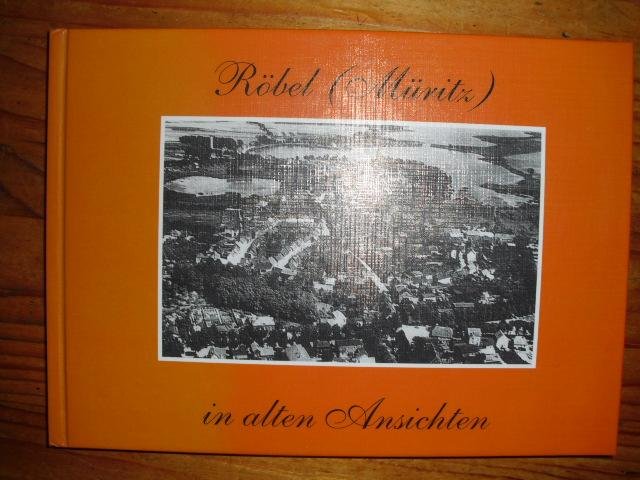 Röbel (Müritz)
in alten Ansichten